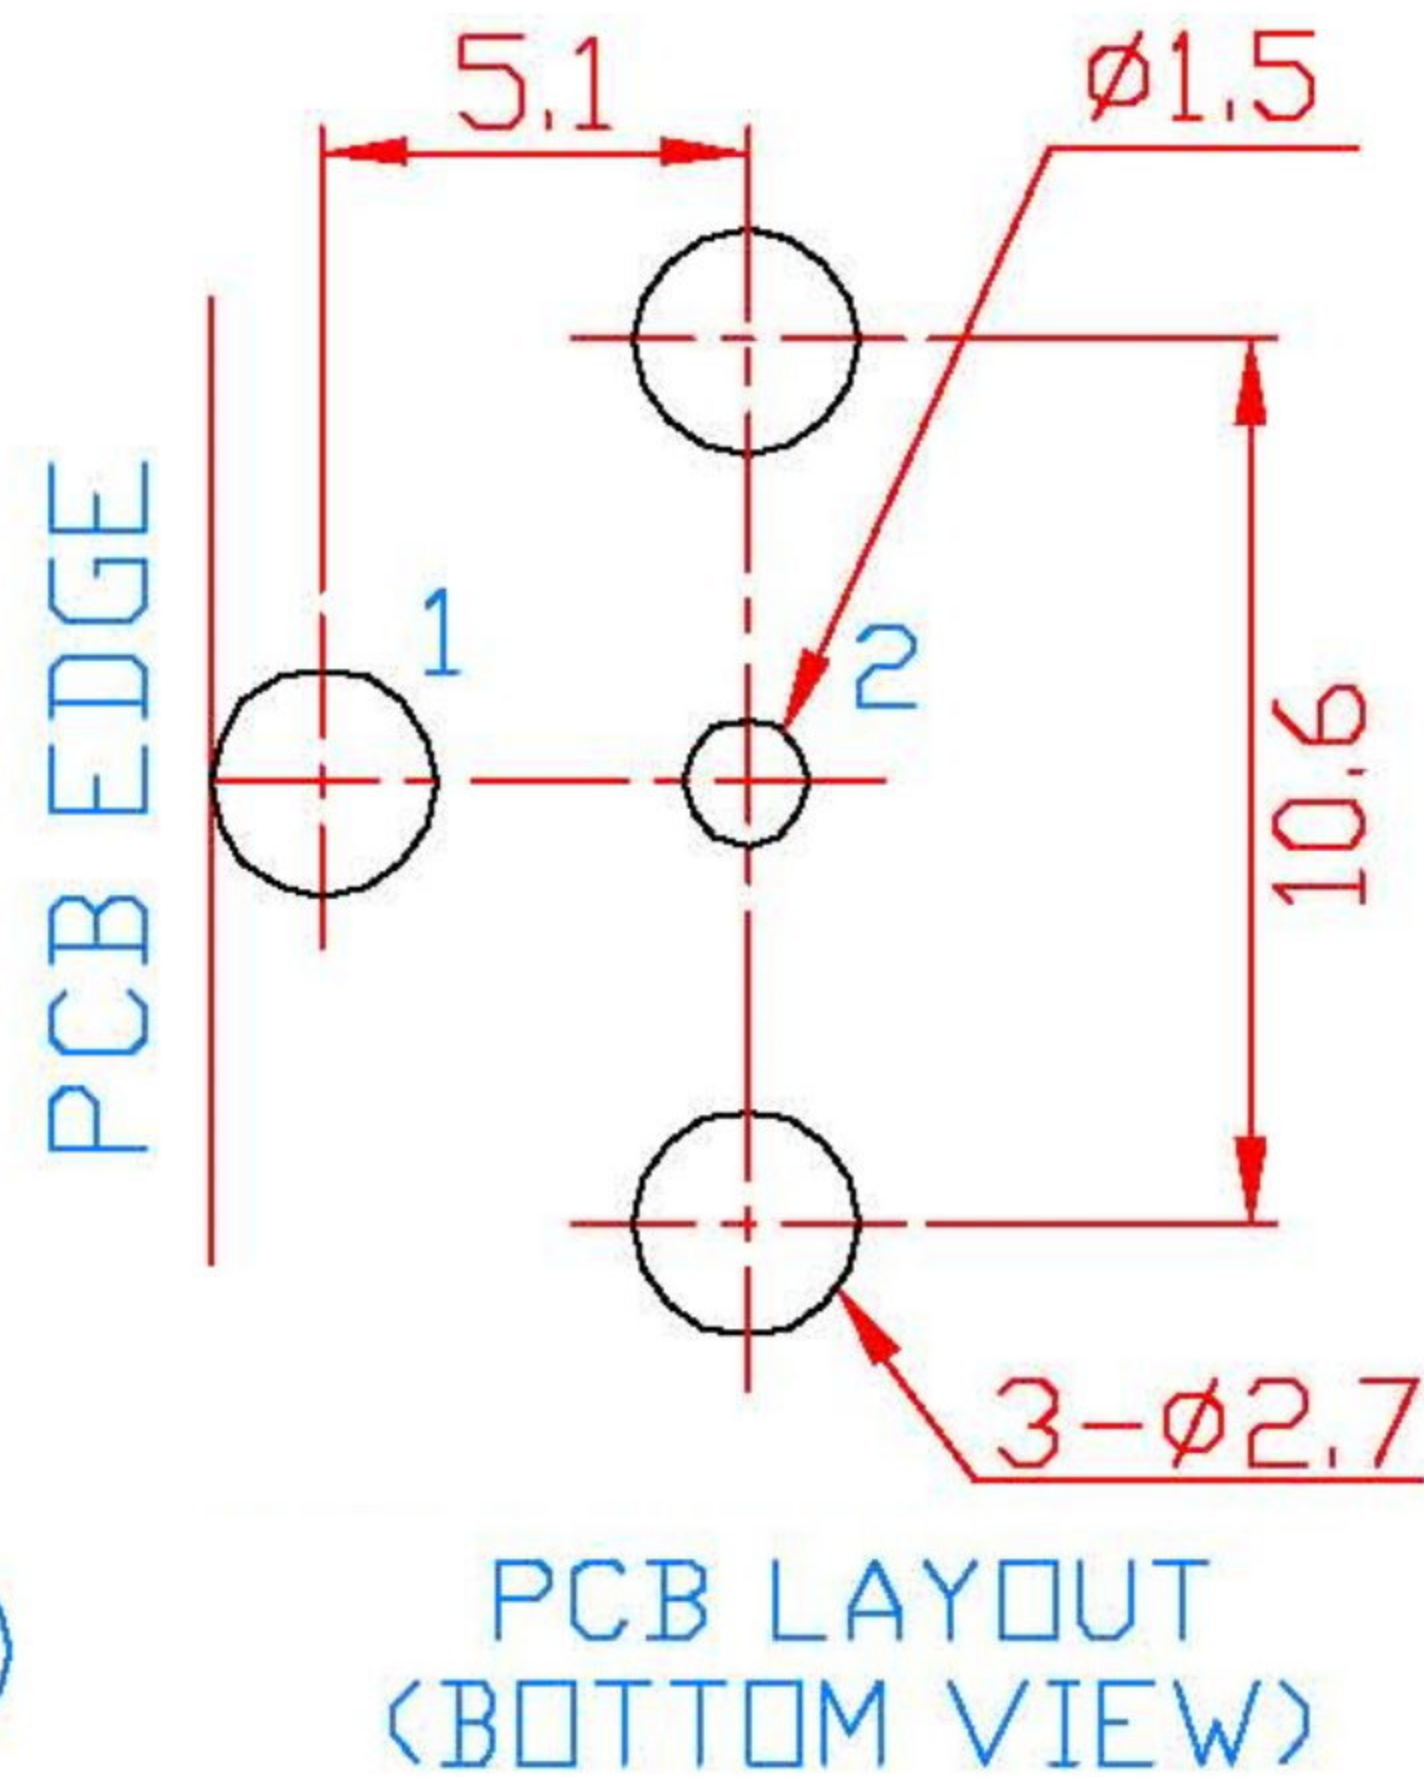 5.1
ø1.5
PCB EDGE
1
2
10.6
3-ø2.7
PCB LAYOUT
(BOTTOM VIEW)